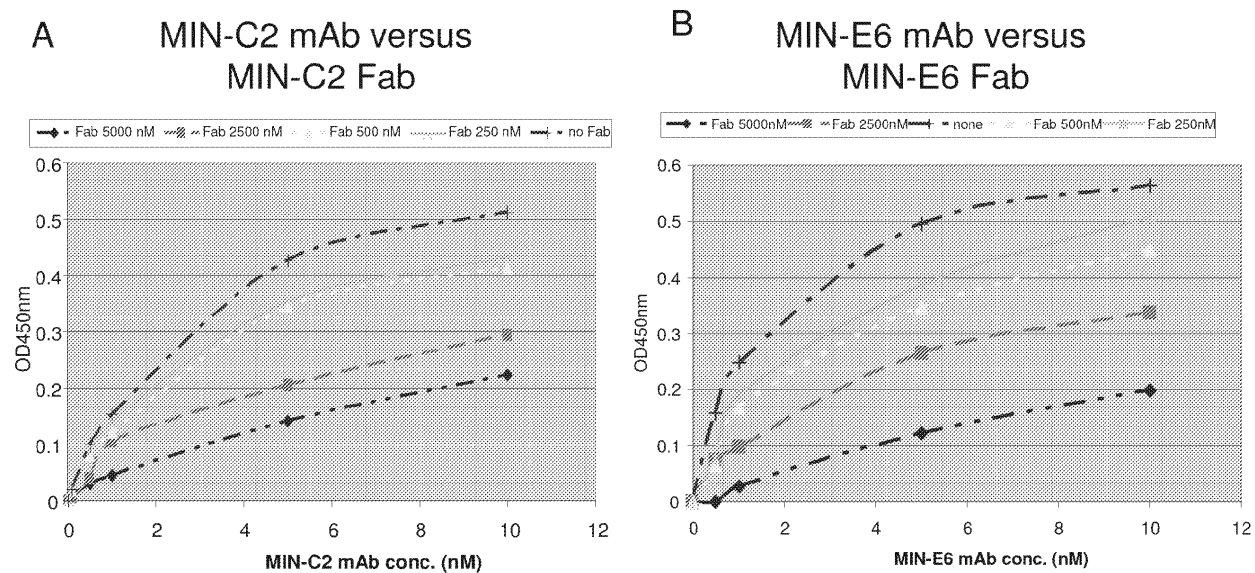 A
MIN-C2 mAb versus
MIN-C2 Fab
Fab 5000 nM Fab 2500 nM Fab 500 nM Fab 250 nM no Fab
0.6
0.5
0.4
0.3
0.2
0.1
0
OD450nm
0 2 4 6 8 10 12
MIN-C2 mAb conc. (nM)
B
MIN-E6 mAb versus
MIN-E6 Fab
Fab 5000nM Fab 2500nM none Fab 500nM Fab 250nM
0.6
0.5
0.4
0.3
0.2
0.1
0
OD450nm
0 2 4 6 8 10 12
MIN-E6 mAb conc. (nM)